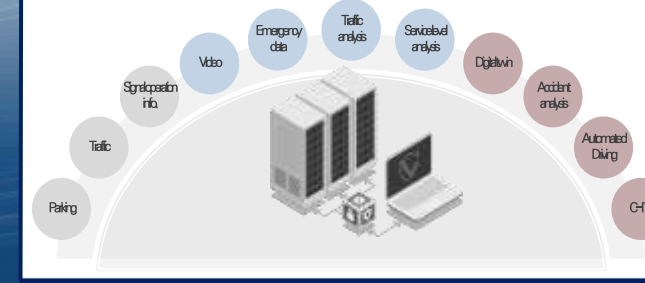 Parking
Traffic
Signal operation
info.
Video
Emergency
data
Traffic
analysis
Service level
analysis
Digital twin
Accident
analysis
Automated
Driving
C-IT